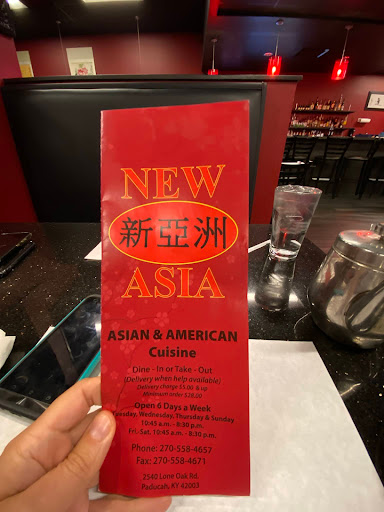 NEW
新亞洲
ASIA
ASIAN & AMERICAN
Cuisine
Dine - In or Take - Out
(Delivery when help available)
Delivery charge $5.00 & up
Minimum order $28.00
Open 6 Days a Week
Tuesday, Wednesday, Thursday & Sunday
10:45 a.m. - 8:30 p.m.
Fri.-Sat. 10:45 a.m. - 8:30 p.m.
Phone: 270-558-4657
Fax: 270-558-4671
2540 Lone Oak Rd.
Paducah, KY 42003